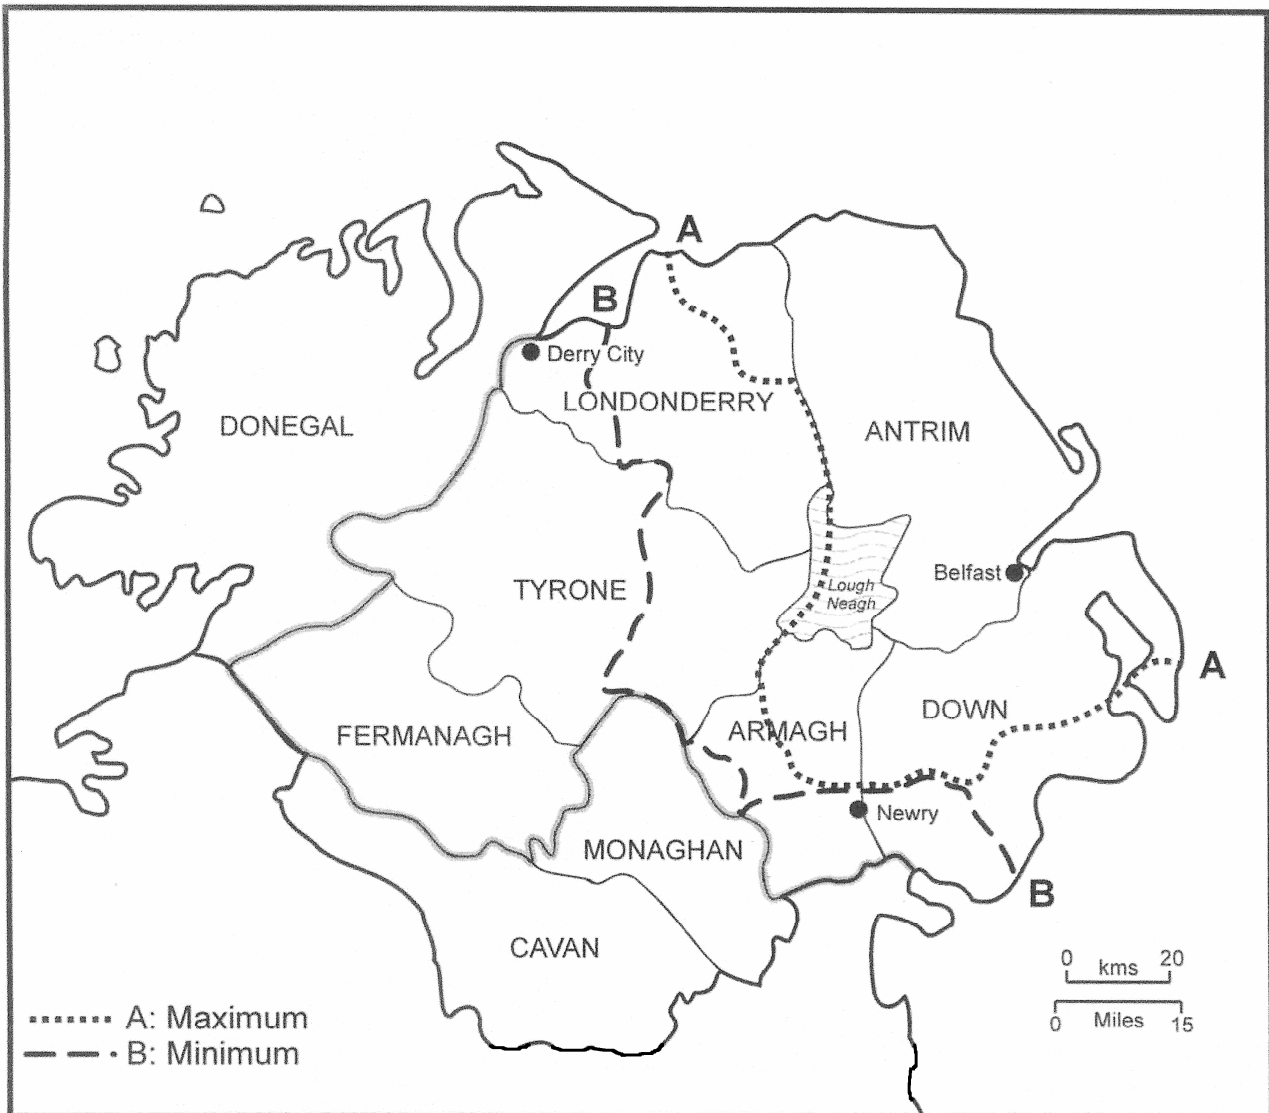 A
B
Derry City
LONDONDERRY
DONEGAL
ANTRIM
Belfast
TYRONE
Lough
Neagh
A
DOWN
FERMANAGH
ARMAGH
Newry
MONAGHAN
B
CAVAN
0 kms 20
0 Miles 15
A: Maximum
B: Minimum